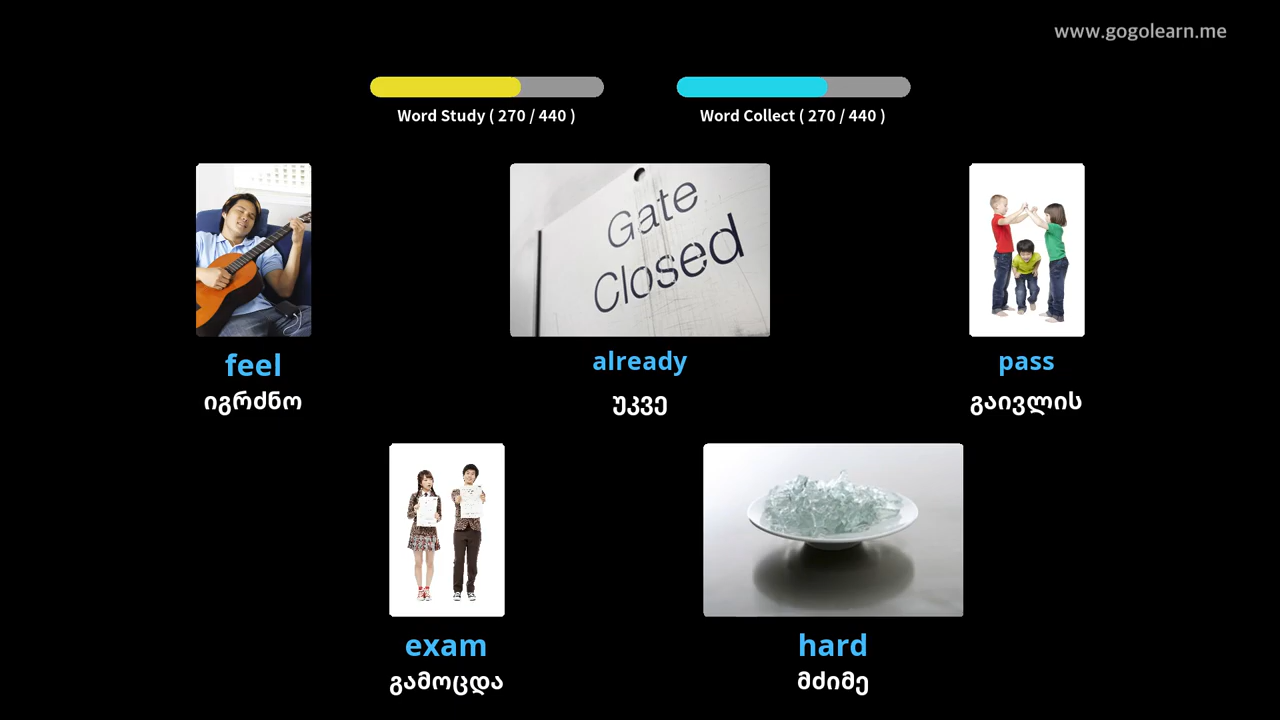 www.gogolearn.me
Word Study ( 270 / 440 )
Word Collect ( 270 / 440 )
Gate
Closed
feel
already
pass
იგრძნო
უკვე
გაივლის
exam
hard
გამოცდა
მძიმე